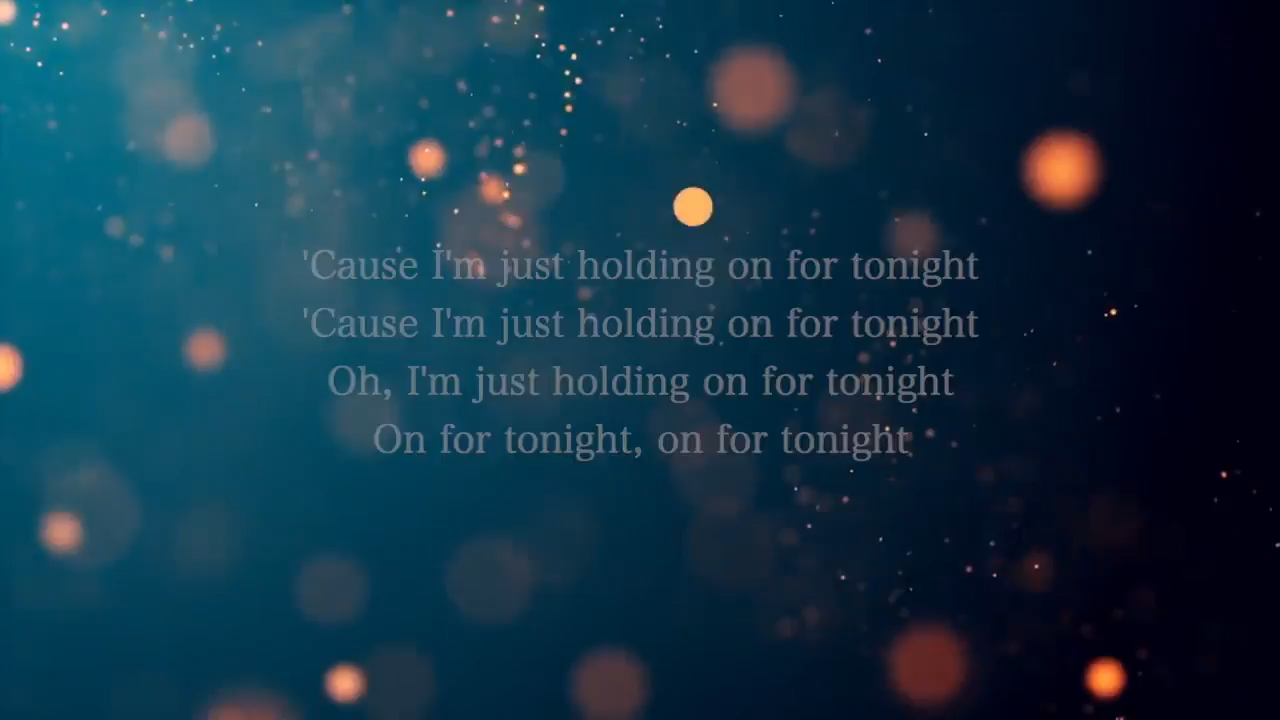 'Cause I'm just holding on for tonight
'Cause I'm just holding on for tonight
Oh, I'm just holding on for tonight
On for tonight, on for tonight